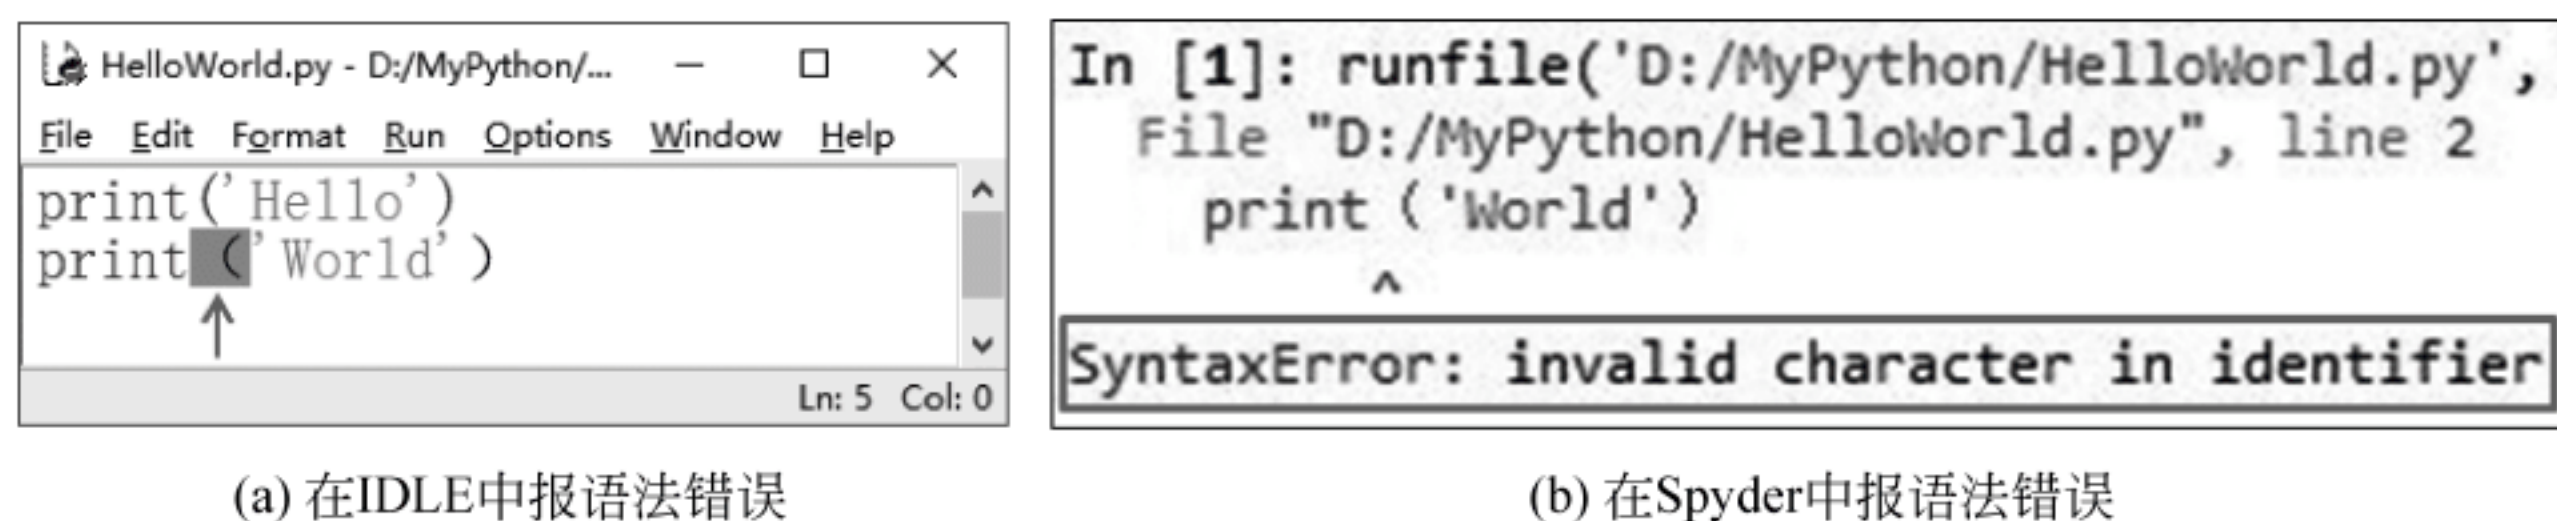 HelloWorld.py - D:/MyPython/...
File Edit Format Run Options Window Help
print('Hello')
print（'World'）
Ln: 5 Col: 0
(a) 在IDLE中报语法错误
In [1]: runfile('D:/MyPython/HelloWorld.py',
File "D:/MyPython/HelloWorld.py", line 2
print（'World'）
^
SyntaxError: invalid character in identifier
(b) 在Spyder中报语法错误